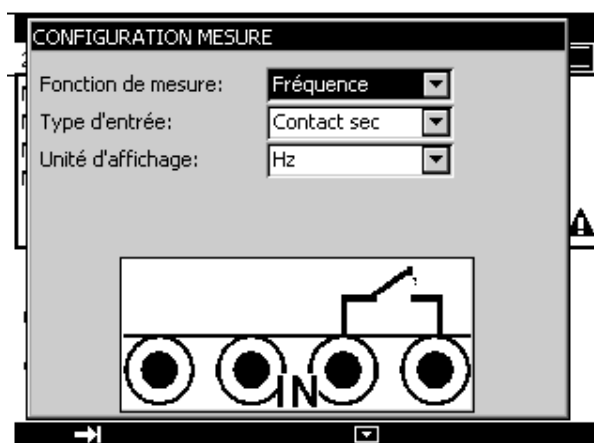 CONFIGURATION MESURE
Fonction de mesure: Fréquence
Type d'entrée: Contact sec
Unité d'affichage: Hz
IN